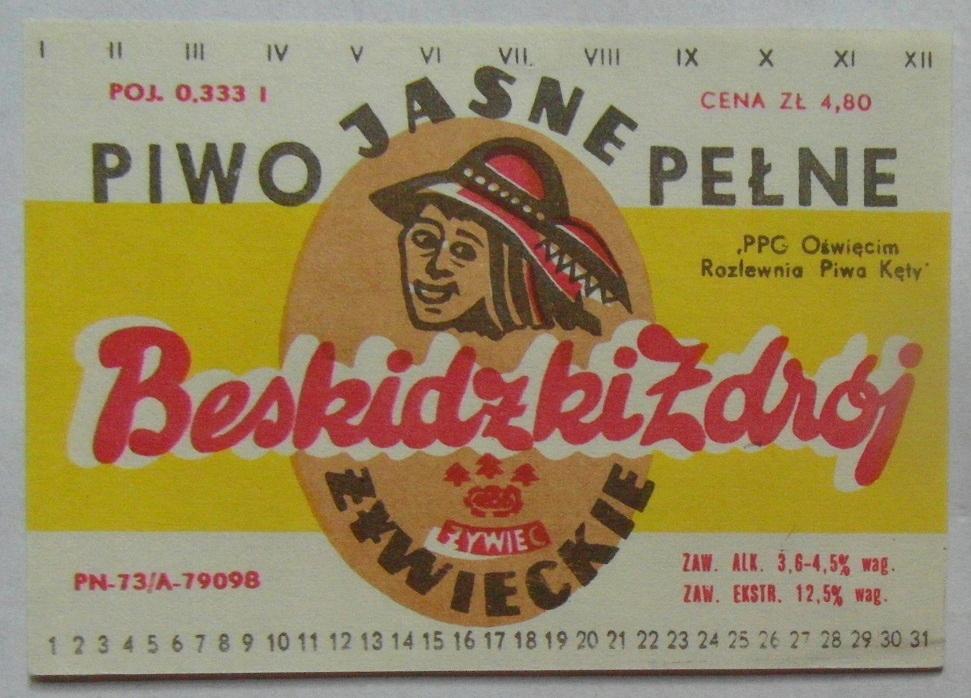 I II III IV V VI VII. VIII IX X XI XII
POJ. 0,333 l
CENA ZŁ 4,80
PIWO JASNE PEŁNE
„PPG Oświęcim
Rozlewnia Piwa Kęty"
Beskidzki Zdrój
ŻYWIEC
ŻYWIECKIE
PN-73/A-79098
ZAW. ALK. 3,6-4,5% wag.
ZAW. EKSTR. 12,5% wag.
1 2 3 4 5 6 7 8 9 10 11 12 13 14 15 16 17 18 19 20 21 22 23 24 25 26 27 28 29 30 31